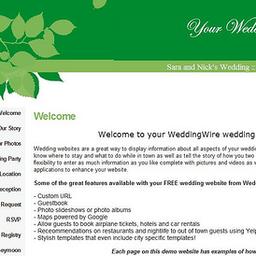 Your Wedd
Sara and Nick's Wedding ::
Welcome
Our Story
Our Photos
Wedding Party
Location
Reception
Request
RSVP
Registry
Honeymoon
Welcome
Welcome to your WeddingWire wedding
Wedding websites are a great way to display information about all aspects of your weddin
know where to stay and what to do while in town as well as tell the story of how you two
flexibility to enter as much information as you like complete with pictures and videos as w
applications to enhance your website.
Some of the great features available with your FREE wedding website from Wed
- Custom URL
- Guestbook
- Photo slideshows or photo albums
- Maps powered by Google
- Allow guests to book airplane tickets, hotels and car rentals
- Reccomendations on restaurants and nightlife to out of town guests using Yelp
- Stylish templates that even include city specific templates!
Each page on this demo website has examples of how